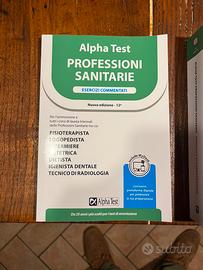 Alpha Test
PROFESSIONI
SANITARIE
ESERCIZI COMMENTATI
Nuova edizione - 12ª
Per l'ammissione a
tutti i corsi di laurea triennali
delle Professioni Sanitarie tra cui
FISIOTERAPISTA
LOGOPEDISTA
INFERMIERE
OSTETRICA
DIETISTA
IGIENISTA DENTALE
TECNICO DI RADIOLOGIA
Alpha Test
Da 25 anni i più scelti per i test di ammissione
subito